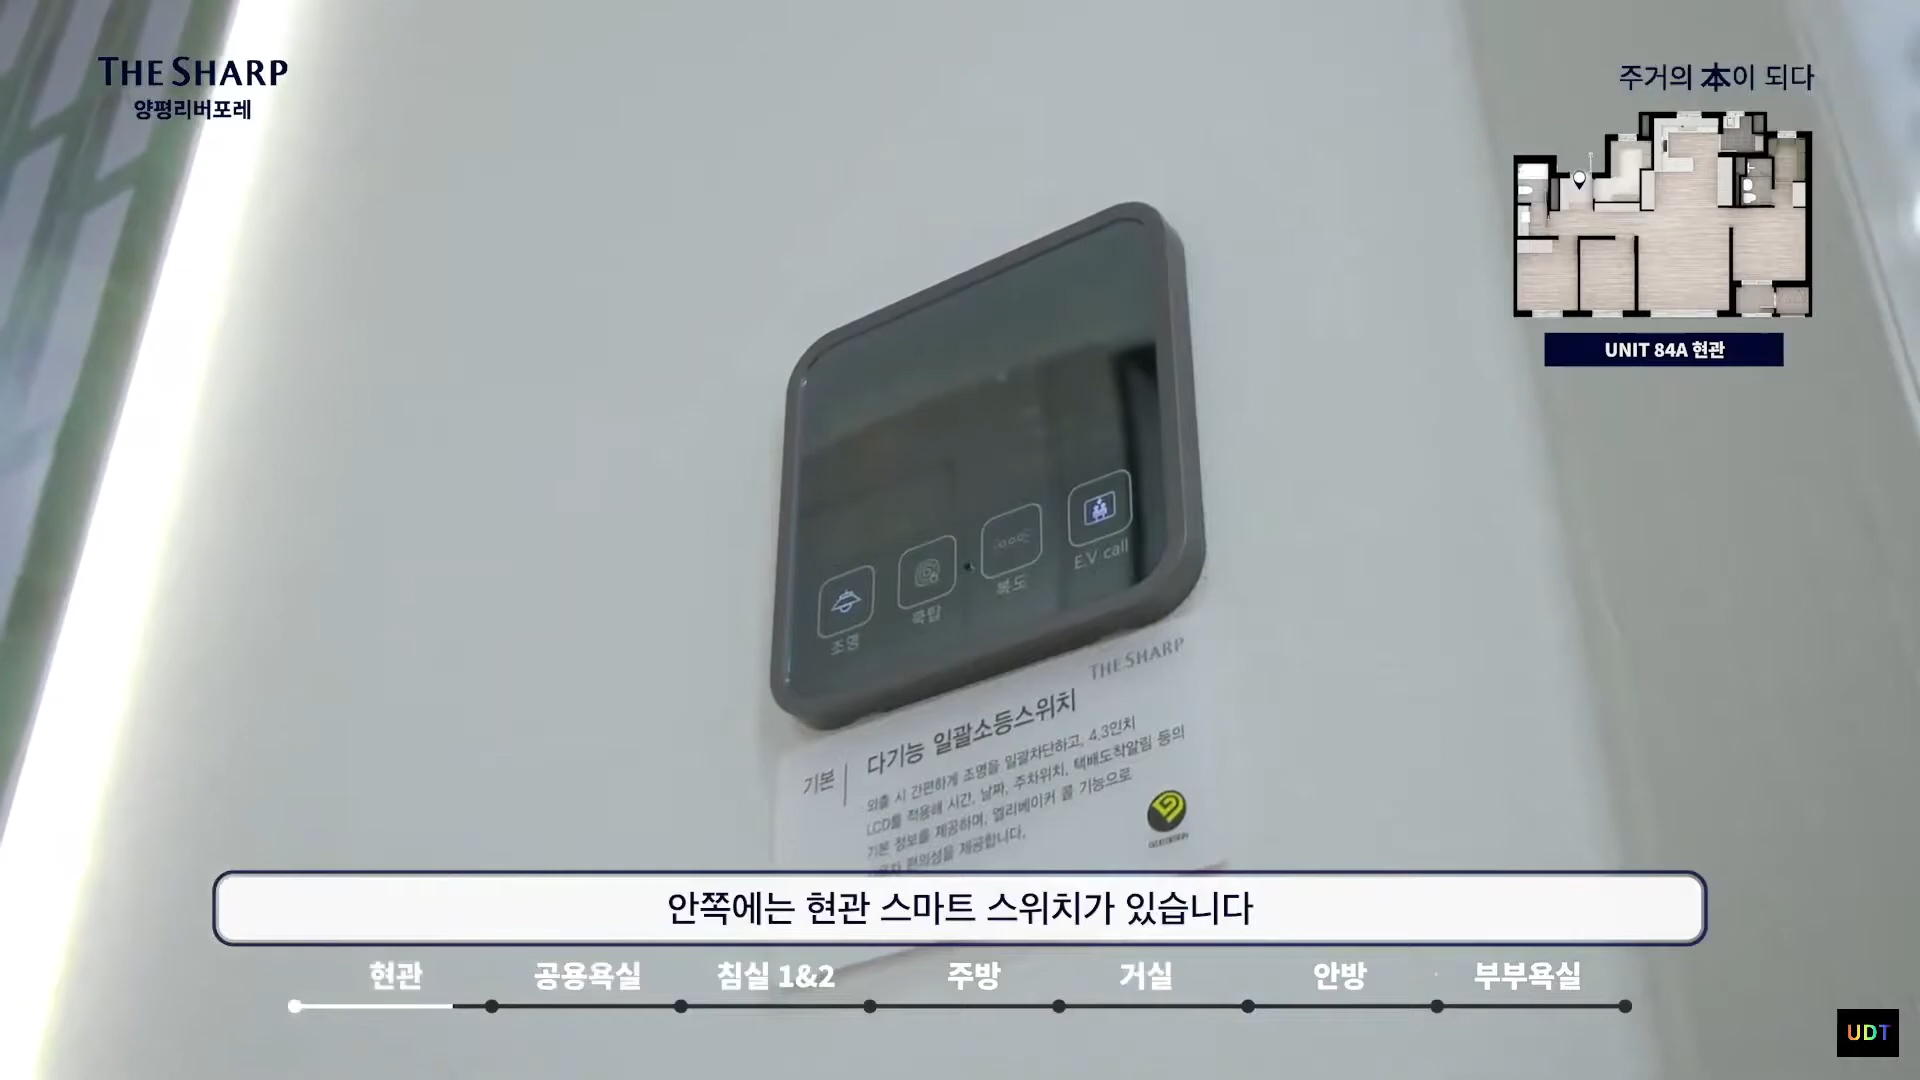 THE SHARP
양평리버포레
주거의 本이 되다
UNIT 84A 현관
조명
쿡탑
복도
E.V call
THE SHARP
기본
다기능 일괄소등스위치
외출 시 간편하게 조명을 일괄차단하고, 4.3인치
LCD를 적용해 시간, 날짜, 주차위치, 택배도착알림 등의
기본 정보를 제공하며, 엘리베이터 콜 기능으로
편의성을 제공합니다.
안쪽에는 현관 스마트 스위치가 있습니다
현관 공용욕실 침실 1&2 주방 거실 안방 부부욕실
UDT